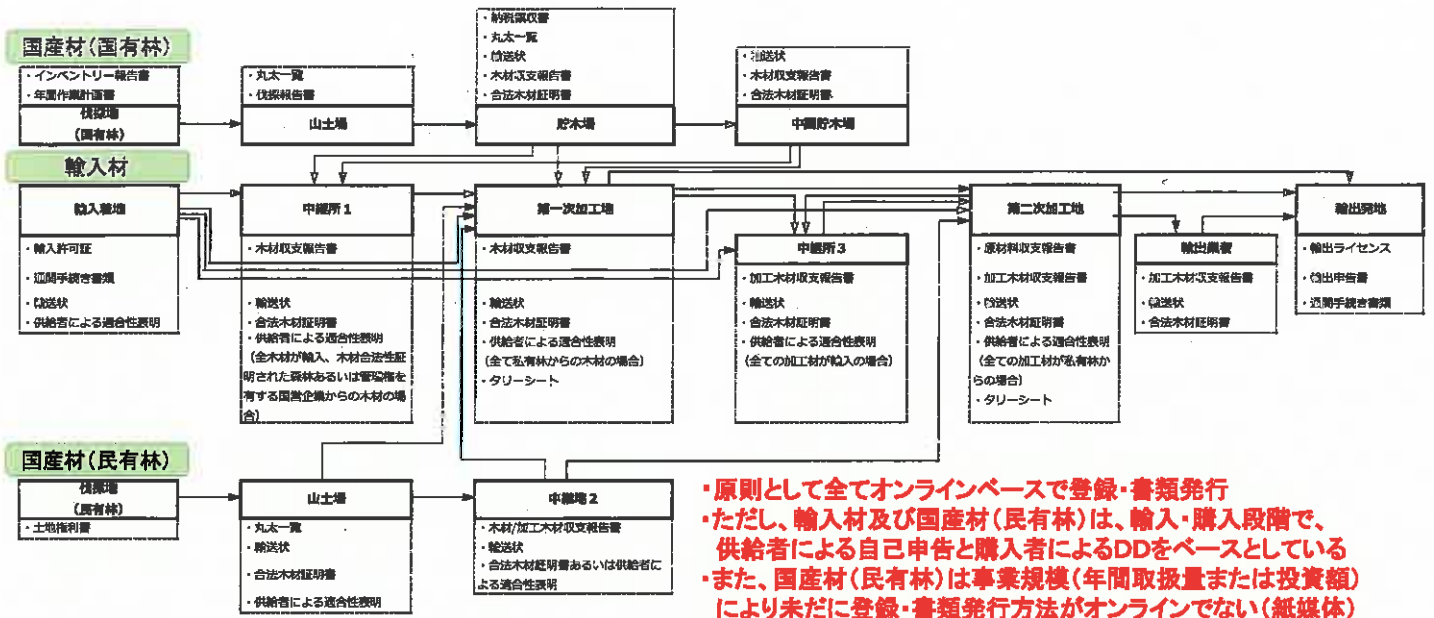 国産材(国有林)
・インベントリー報告書
・年間作業計画書
伐採地
(国有林)
・丸太一覧
・伐採報告書
山土場
・納税領収書
・丸太一覧
・輸送状
・木材収支報告書
・合法木材証明書
貯木場
・輸送状
・木材収支報告書
・合法木材証明書
中間貯木場
輸入材
輸入着地
・輸入許可証
・通関手続き書類
・輸送状
・供給者による適合性表明
中継所1
・木材収支報告書
・輸送状
・合法木材証明書
・供給者による適合性表明
(全木材が輸入、木材合法性証
明された森林あるいは管理権を
有する国営企業からの木材の場
合)
第一次加工地
・木材収支報告書
・輸送状
・合法木材証明書
・供給者による適合性表明
(全て私有林からの木材の場合)
・タリーシート
中継所3
・加工木材収支報告書
・輸送状
・合法木材証明書
・供給者による適合性表明
(全ての加工材が輸入の場合)
第二次加工地
・原材料収支報告書
・加工木材収支報告書
・輸送状
・合法木材証明書
・供給者による適合性表明
(全ての加工材が私有林か
らの場合)
・タリーシート
輸出業者
・加工木材収支報告書
・輸送状
・合法木材証明書
輸出発地
・輸出ライセンス
・輸出申告書
・通関手続き書類
国産材(民有林)
伐採地
(民有林)
・土地権利書
山土場
・丸太一覧
・輸送状
・合法木材証明書
・供給者による適合性表明
中継地2
・木材/加工木材収支報告書
・輸送状
・合法木材証明書あるいは供給者に
よる適合性表明
・原則として全てオンラインベースで登録・書類発行
・ただし、輸入材及び国産材(民有林)は、輸入・購入段階で、
供給者による自己申告と購入者によるDDをベースとしている
・また、国産材(民有林)は事業規模(年間取扱量または投資額)
により未だに登録・書類発行方法がオンラインでない(紙媒体)